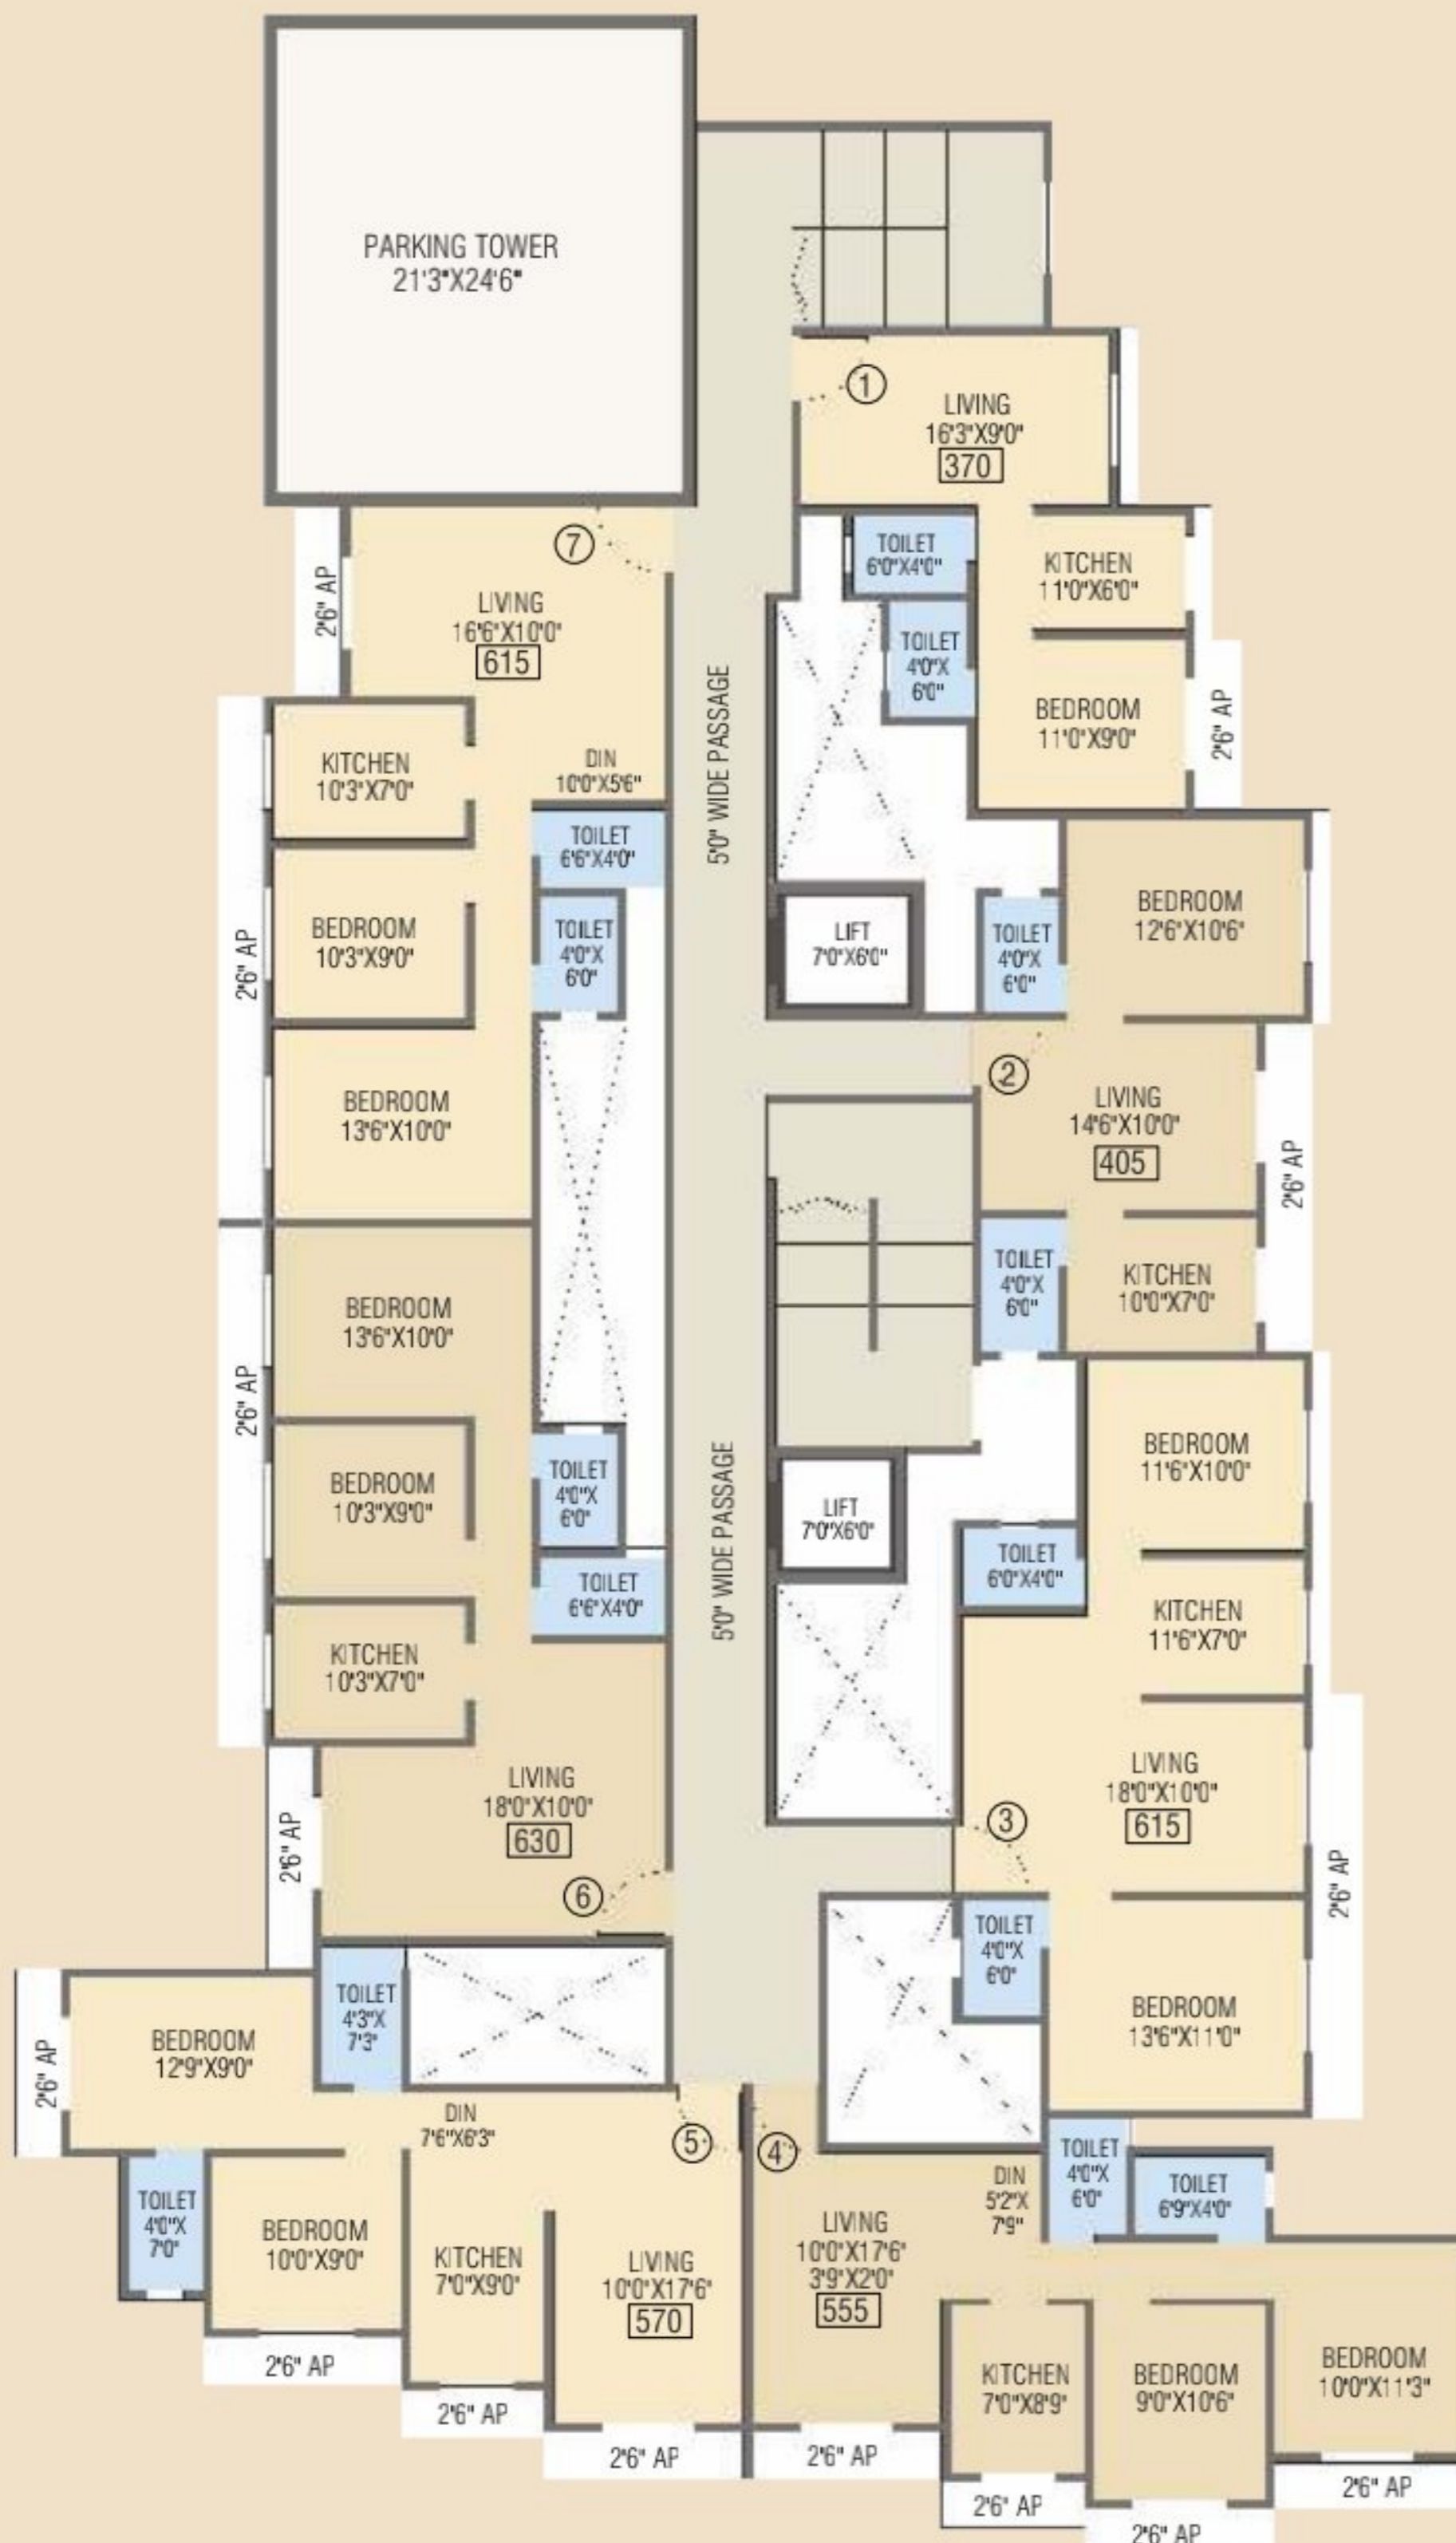 PARKING TOWER
21'3"X24'6"
1
LIVING
16'3"X9'0"
370
TOILET
6'0"X4'0"
KITCHEN
11'0"X6'0"
TOILET
4'0"X
6'0"
BEDROOM
11'0"X9'0"
2'6" AP
7
2'6" AP
LIVING
16'6"X10'0"
615
KITCHEN
10'3"X7'0"
DIN
10'0"X5'6"
5'0" WIDE PASSAGE
TOILET
6'6"X4'0"
BEDROOM
10'3"X9'0"
TOILET
4'0"X
6'0"
2'6" AP
BEDROOM
13'6"X10'0"
LIFT
7'0"X6'0"
TOILET
4'0"X
6'0"
BEDROOM
12'6"X10'6"
2
LIVING
14'6"X10'0"
405
2'6" AP
TOILET
4'0"X
6'0"
KITCHEN
10'0"X7'0"
BEDROOM
13'6"X10'0"
2'6" AP
BEDROOM
10'3"X9'0"
TOILET
4'0"X
6'0"
5'0" WIDE PASSAGE
TOILET
6'6"X4'0"
KITCHEN
10'3"X7'0"
LIVING
18'0"X10'0"
630
2'6" AP
6
BEDROOM
11'6"X10'0"
LIFT
7'0"X6'0"
TOILET
6'0"X4'0"
KITCHEN
11'6"X7'0"
LIVING
18'0"X10'0"
615
3
2'6" AP
TOILET
4'0"X
6'0"
BEDROOM
13'6"X11'0"
TOILET
4'3"X
7'3"
BEDROOM
12'9"X9'0"
2'6" AP
DIN
7'6"X6'3"
5
TOILET
4'0"X
7'0"
BEDROOM
10'0"X9'0"
KITCHEN
7'0"X9'0"
LIVING
10'0"X17'6"
570
2'6" AP
2'6" AP
2'6" AP
4
LIVING
10'0"X17'6"
3'9"X2'0"
555
DIN
5'2"X
7'9"
TOILET
4'0"X
6'0"
TOILET
6'9"X4'0"
KITCHEN
7'0"X8'9"
BEDROOM
9'0"X10'6"
BEDROOM
10'0"X11'3"
2'6" AP
2'6" AP
2'6" AP
2'6" AP